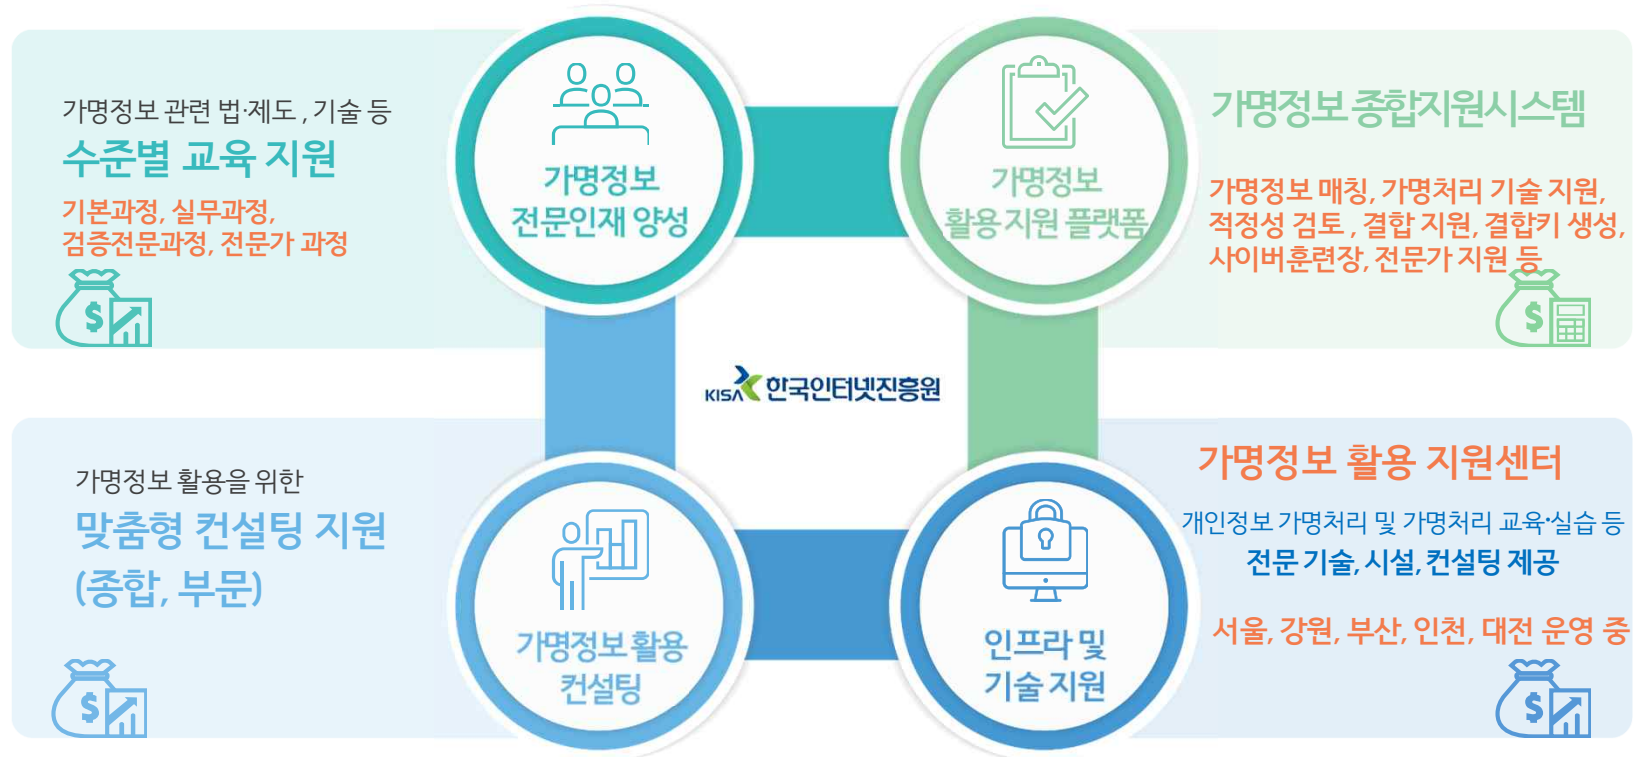 가명정보 관련 법·제도 , 기술 등
수준별 교육 지원
기본과정, 실무과정,
검증전문과정, 전문가 과정
$
가명정보
전문인재 양성
가명정보
활용 지원 플랫폼
가명정보 종합지원시스템
가명정보 매칭, 가명처리 기술 지원,
적정성 검토 , 결합 지원, 결합키 생성,
사이버훈련장, 전문가 지원 등
$
KISA 한국인터넷진흥원
가명정보 활용을 위한
맞춤형 컨설팅 지원
(종합, 부문)
$
가명정보 활용
컨설팅
인프라 및
기술 지원
가명정보 활용 지원센터
개인정보 가명처리 및 가명처리 교육·실습 등
전문 기술, 시설, 컨설팅 제공
서울, 강원, 부산, 인천, 대전 운영 중
$